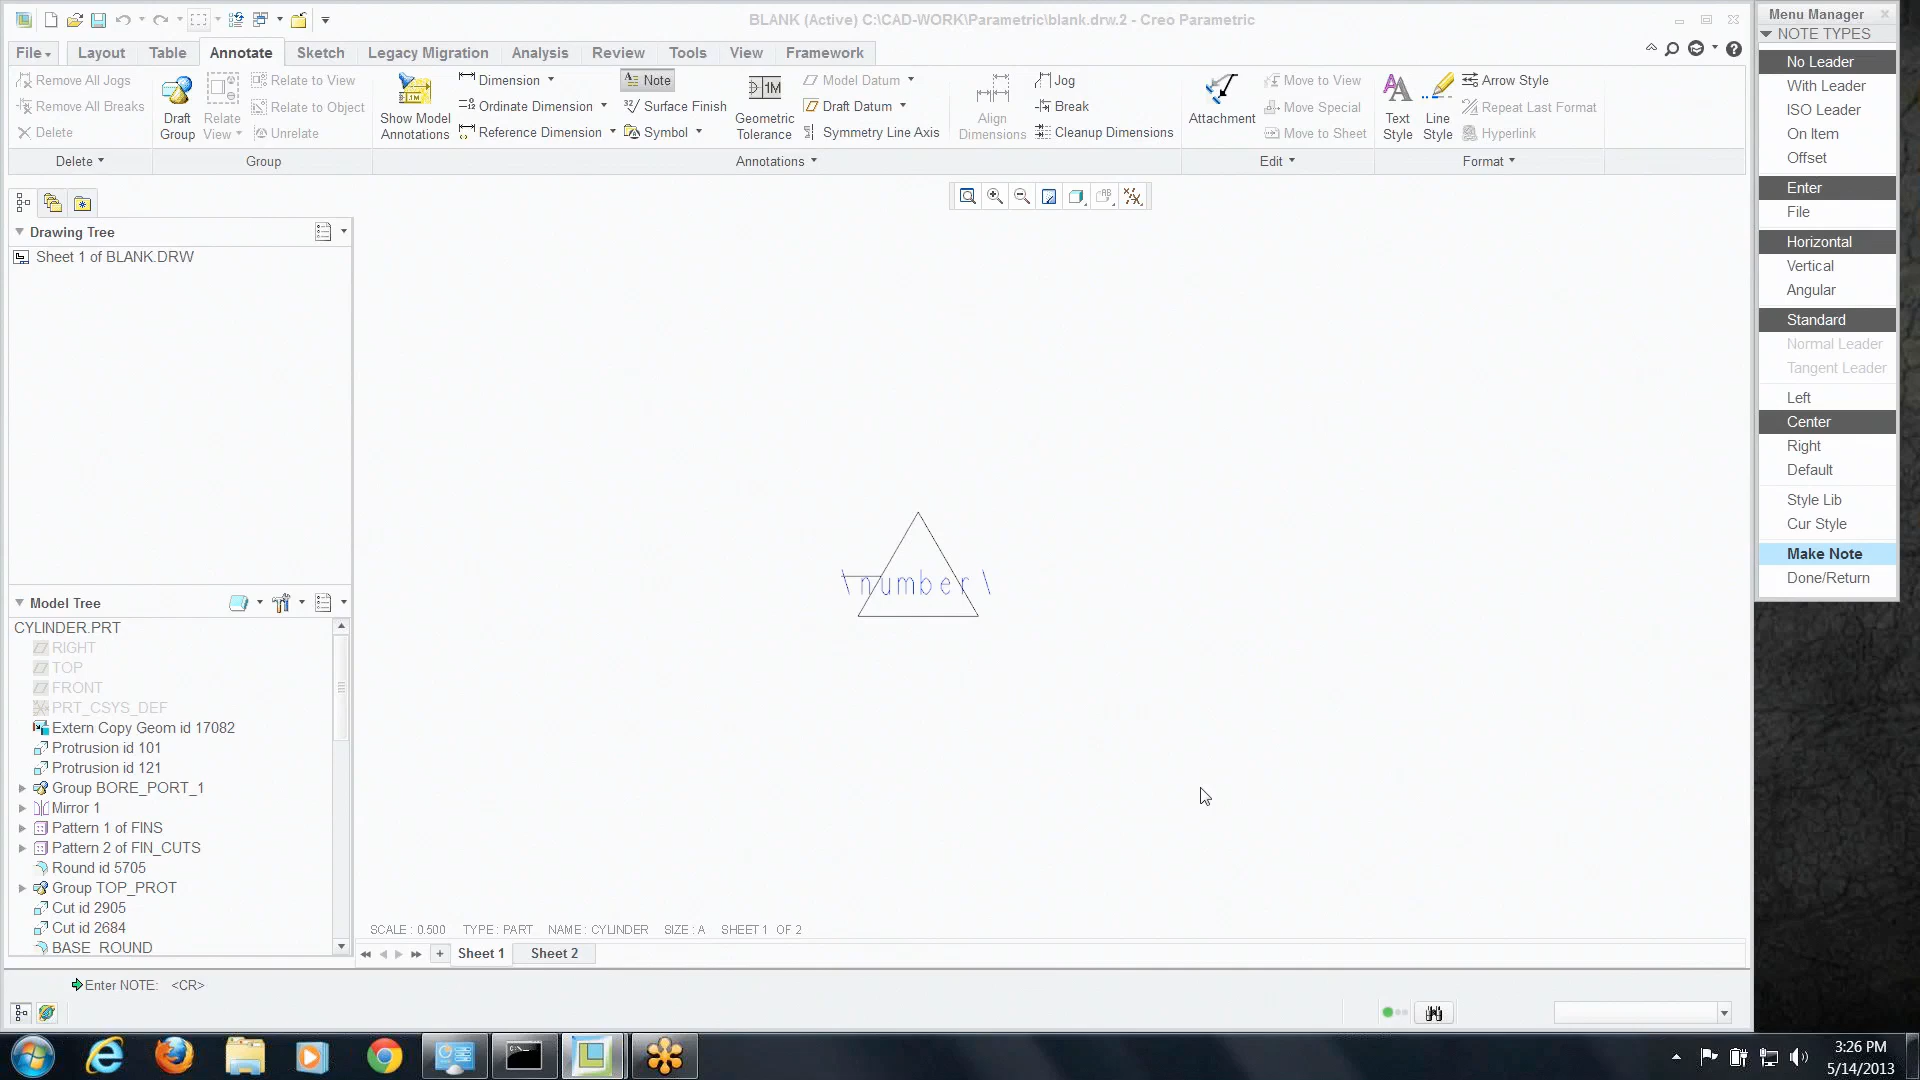 BLANK (Active) C:\CAD-WORK\Parametric\blank.drw.2 - Creo Parametric
File Layout Table Annotate Sketch Legacy Migration Analysis Review Tools View Framework
Remove All Jogs
Remove All Breaks
Delete
Delete
Draft Group
Relate View
Relate to View
Relate to Object
Unrelate
Group
Show Model Annotations
Dimension
Ordinate Dimension
Reference Dimension
Note
Surface Finish
Symbol
Geometric Tolerance
Model Datum
Draft Datum
Symmetry Line Axis
Align Dimensions
Jog
Break
Cleanup Dimensions
Annotations
Attachment
Move to View
Move Special
Move to Sheet
Edit
Text Style
Line Style
Arrow Style
Repeat Last Format
Hyperlink
Format
Drawing Tree
Sheet 1 of BLANK.DRW
Model Tree
CYLINDER.PRT
RIGHT
TOP
FRONT
PRT_CSYS_DEF
Extern Copy Geom id 17082
Protrusion id 101
Protrusion id 121
Group BORE_PORT_1
Mirror 1
Pattern 1 of FINS
Pattern 2 of FIN_CUTS
Round id 5705
Group TOP_PROT
Cut id 2905
Cut id 2684
BASE_ROUND
\number\
SCALE : 0.500 TYPE : PART NAME : CYLINDER SIZE : A SHEET 1 OF 2
Sheet 1 Sheet 2
Enter NOTE: <CR>
Menu Manager
NOTE TYPES
No Leader
With Leader
ISO Leader
On Item
Offset
Enter
File
Horizontal
Vertical
Angular
Standard
Normal Leader
Tangent Leader
Left
Center
Right
Default
Style Lib
Cur Style
Make Note
Done/Return
3:26 PM
5/14/2013